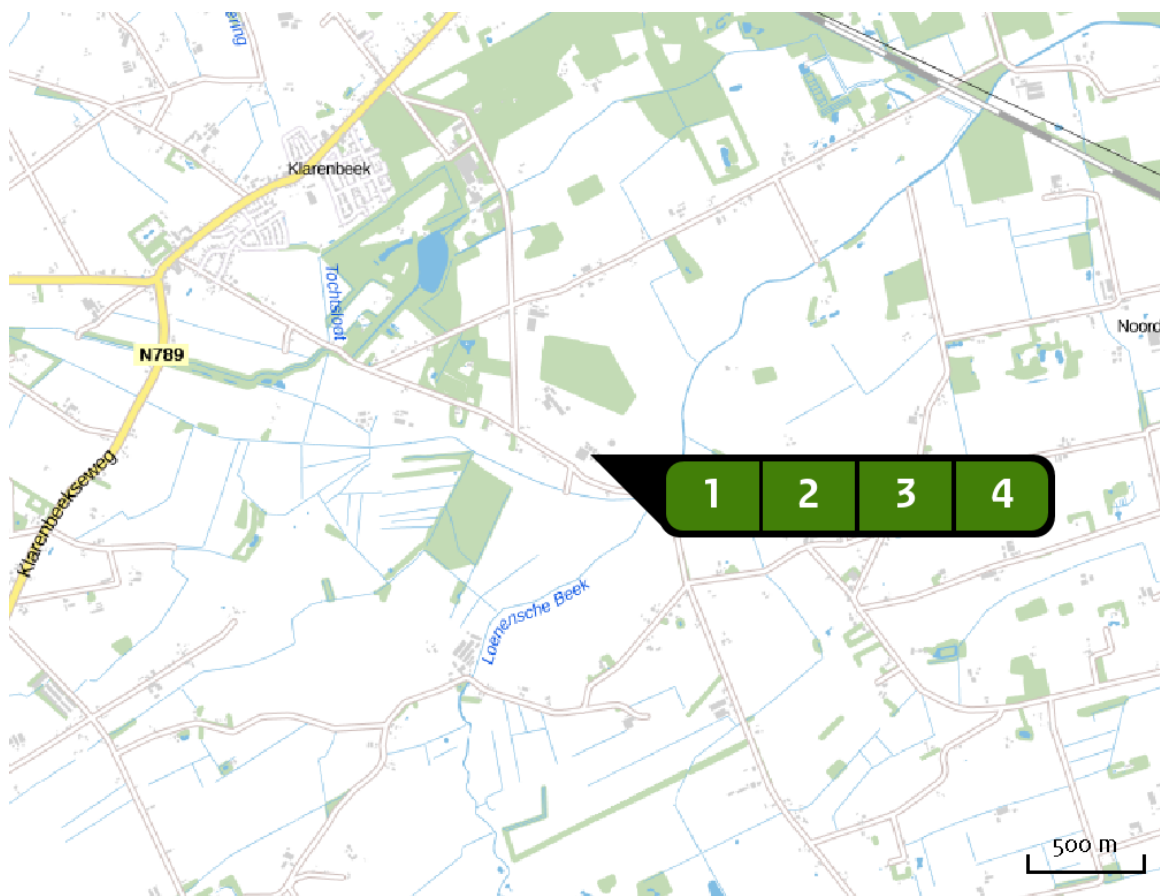 Klarenbeek
Tochtsloot
N789
Noord
Klarenbeekseweg
1 2 3 4
Loenensche Beek
500 m